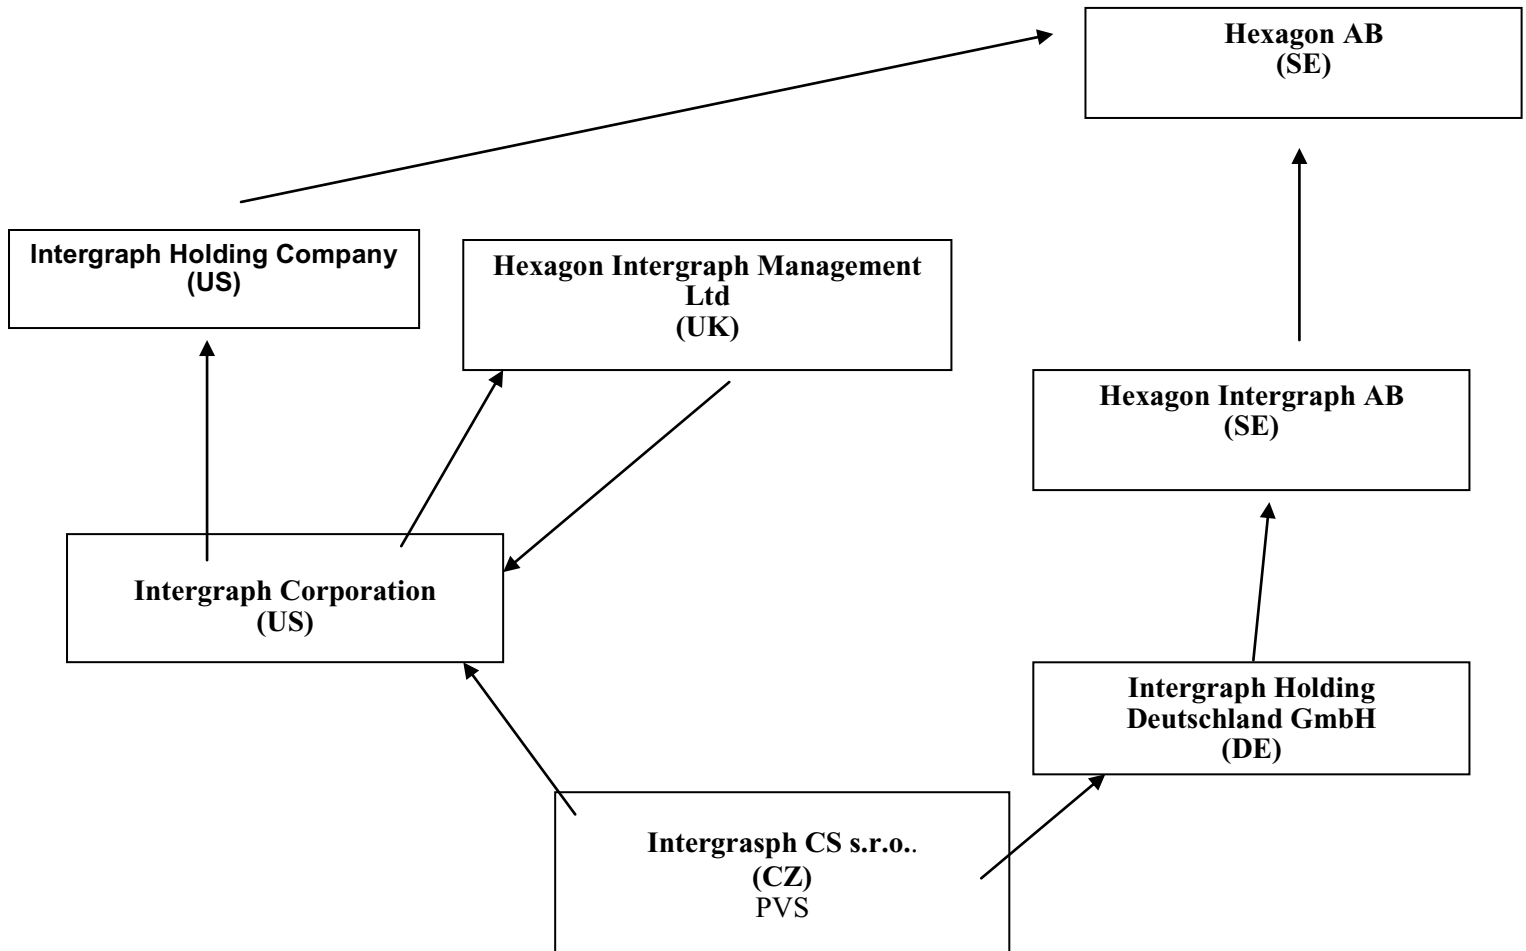 Hexagon AB
(SE)
Intergraph Holding Company
(US)
Hexagon Intergraph Management
Ltd
(UK)
Hexagon Intergraph AB
(SE)
Intergraph Corporation
(US)
Intergraph Holding
Deutschland GmbH
(DE)
Intergrasph CS s.r.o..
(CZ)
PVS